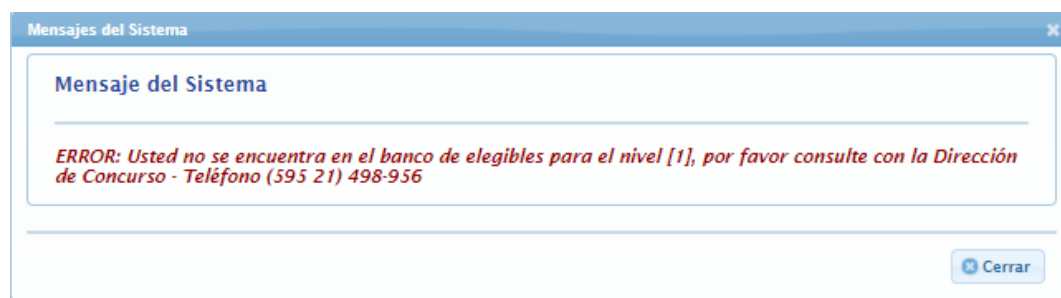 Mensajes del Sistema
Mensaje del Sistema
ERROR: Usted no se encuentra en el banco de elegibles para el nivel [1], por favor consulte con la Dirección
de Concurso - Teléfono (595 21) 498-956
Cerrar